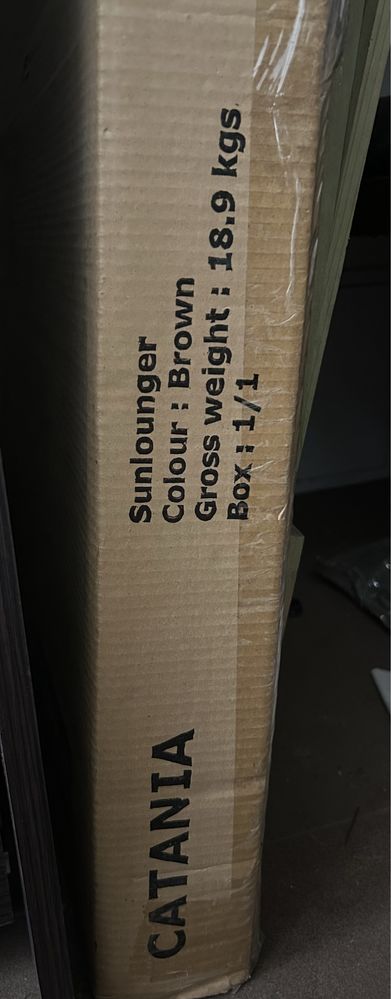 CATANIA
Sunlounger
Colour : Brown
Gross weight : 18.9 kgs
Box : 1/1